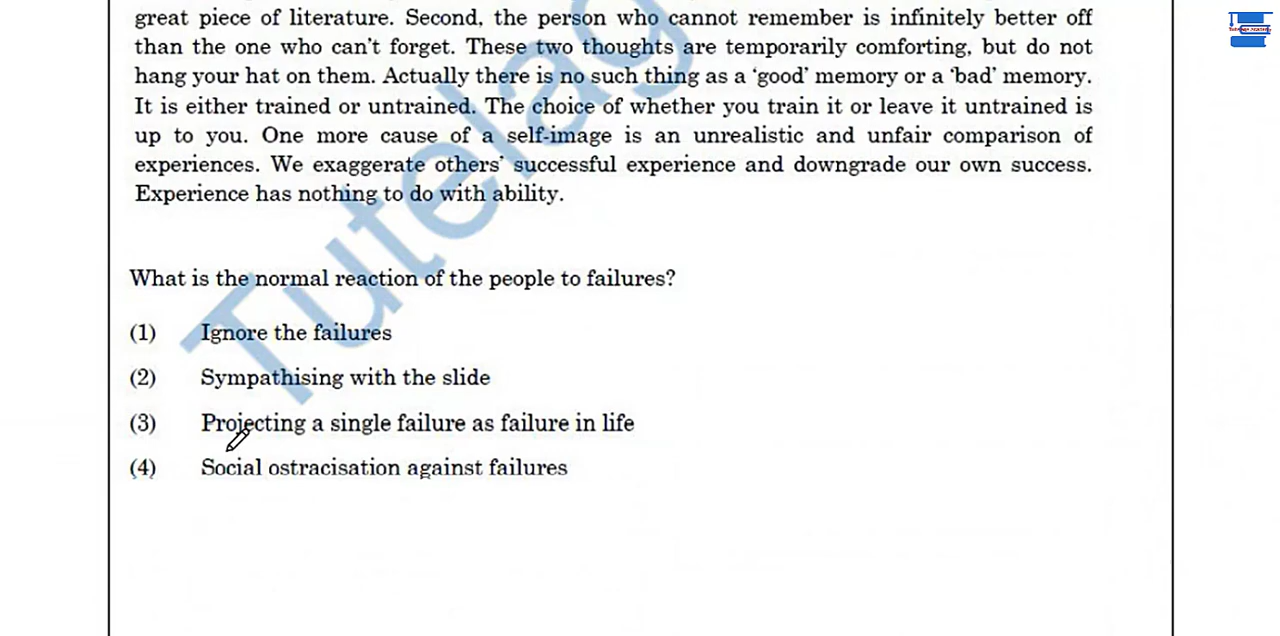 great piece of literature. Second, the person who cannot remember is infinitely better off
than the one who can't forget. These two thoughts are temporarily comforting, but do not
hang your hat on them. Actually there is no such thing as a 'good' memory or a 'bad' memory.
It is either trained or untrained. The choice of whether you train it or leave it untrained is
up to you. One more cause of a self-image is an unrealistic and unfair comparison of
experiences. We exaggerate others' successful experience and downgrade our own success.
Experience has nothing to do with ability.
What is the normal reaction of the people to failures?
(1) Ignore the failures
(2) Sympathising with the slide
(3) Projecting a single failure as failure in life
(4) Social ostracisation against failures
Tutelag